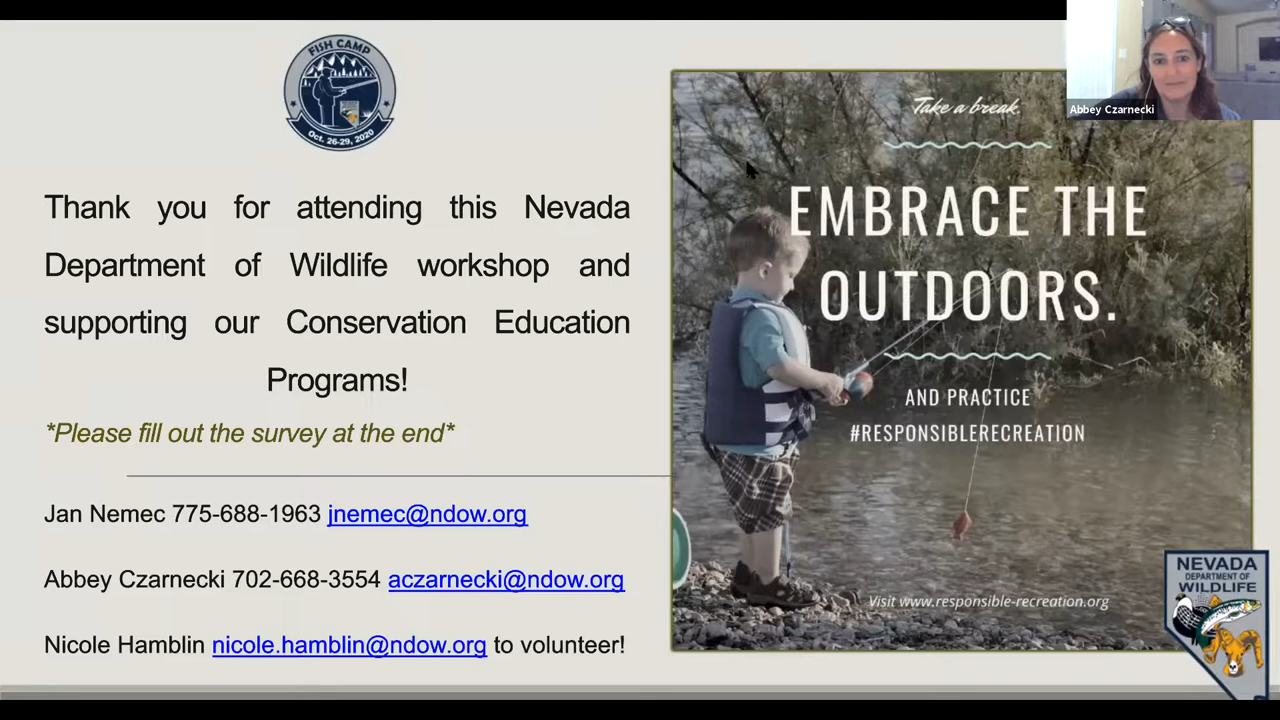 FISH CAMP
Oct. 26-29, 2020
Thank you for attending this Nevada
Department of Wildlife workshop and
supporting our Conservation Education
Programs!
*Please fill out the survey at the end*
Jan Nemec 775-688-1963 jnemec@ndow.org
Abbey Czarnecki 702-668-3554 aczarnecki@ndow.org
Nicole Hamblin nicole.hamblin@ndow.org to volunteer!
Take a break.
EMBRACE THE
OUTDOORS.
AND PRACTICE
#RESPONSIBLERECREATION
Visit www.responsible-recreation.org
Abbey Czarnecki
NEVADA
DEPARTMENT OF
WILDLIFE